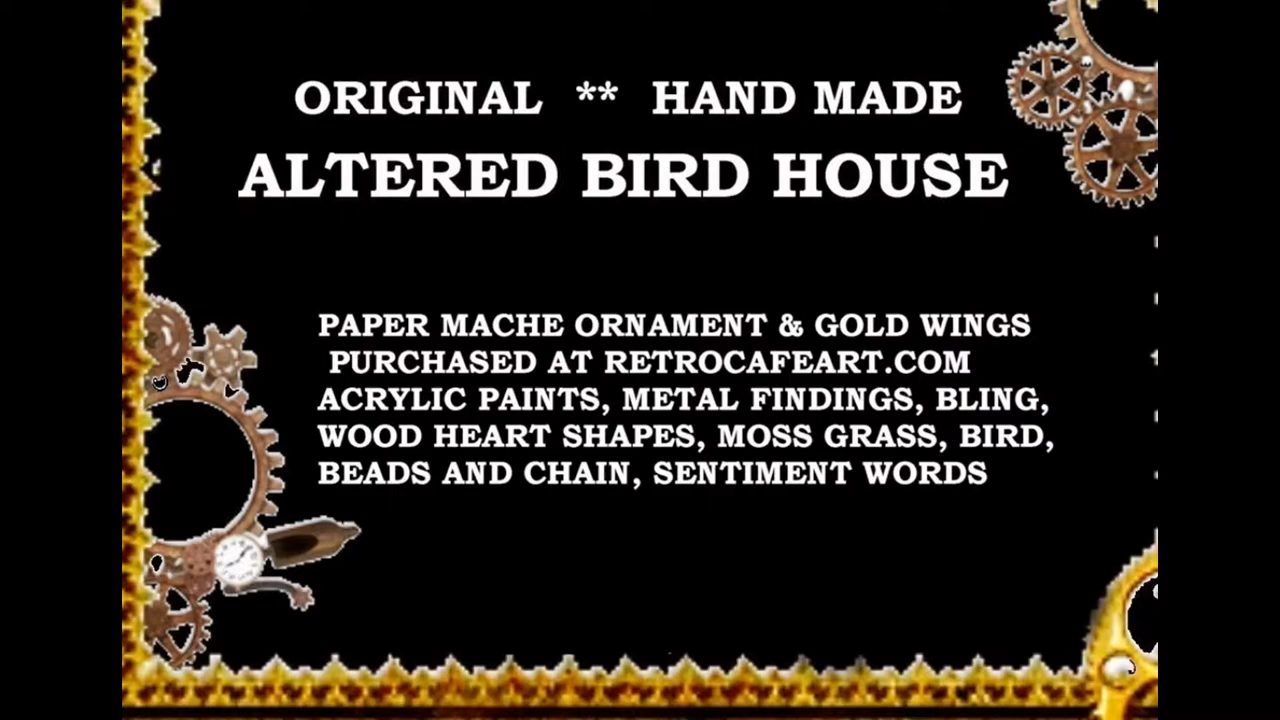 ORIGINAL ** HAND MADE
ALTERED BIRD HOUSE
PAPER MACHE ORNAMENT & GOLD WINGS
PURCHASED AT RETROCAFEART.COM
ACRYLIC PAINTS, METAL FINDINGS, BLING,
WOOD HEART SHAPES, MOSS GRASS, BIRD,
BEADS AND CHAIN, SENTIMENT WORDS